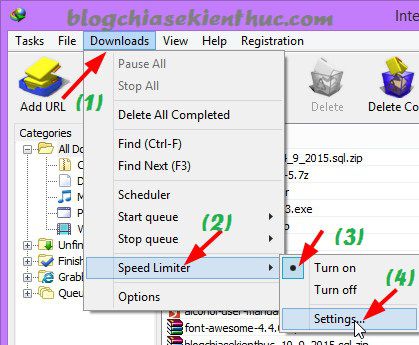 blogchiasekienthuc.com
Inte
Tasks File Downloads View Help Registration
Add URL
(1)
Pause All
Stop All
Delete All Completed
Find (Ctrl-F)
Find Next (F3)
Scheduler
Start queue
(2)
Stop queue
Speed Limiter
Options
Delete
Delete Co
Categories
All Do
Unfin
Finish
Grabl
Queu
_9_2015.sql.zip
-5.7z
3.exe
(3)
Turn on
Turn off
(4)
Settings...
alcohol-user-manua
font-awesome-4.4.
blogchiasekienthuc_10_9_2015.sql.zip